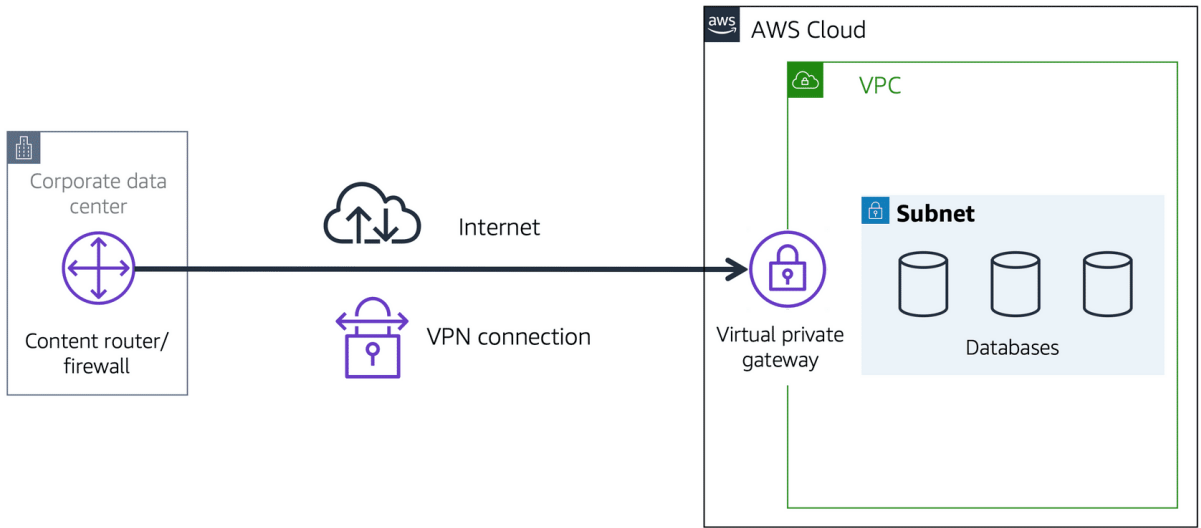 aws
AWS Cloud
VPC
Corporate data
center
Subnet
Internet
Content router/
firewall
VPN connection
Virtual private
gateway
Databases